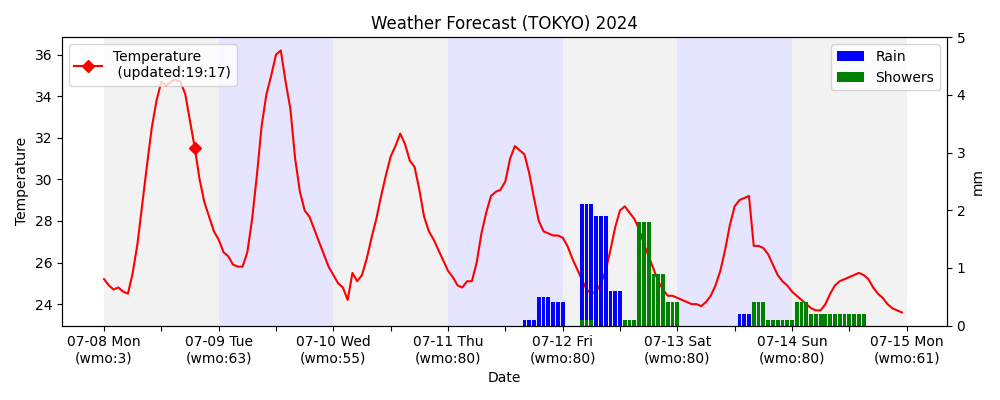 Weather Forecast (TOKYO) 2024
Temperature
(updated:19:17)
Rain
Showers
Temperature
36
34
32
30
28
26
24
5
4
3
2
1
0
mm
07-08 Mon
(wmo:3)
07-09 Tue
(wmo:63)
07-10 Wed
(wmo:55)
07-11 Thu
(wmo:80)
07-12 Fri
(wmo:80)
07-13 Sat
(wmo:80)
07-14 Sun
(wmo:80)
07-15 Mon
(wmo:61)
Date